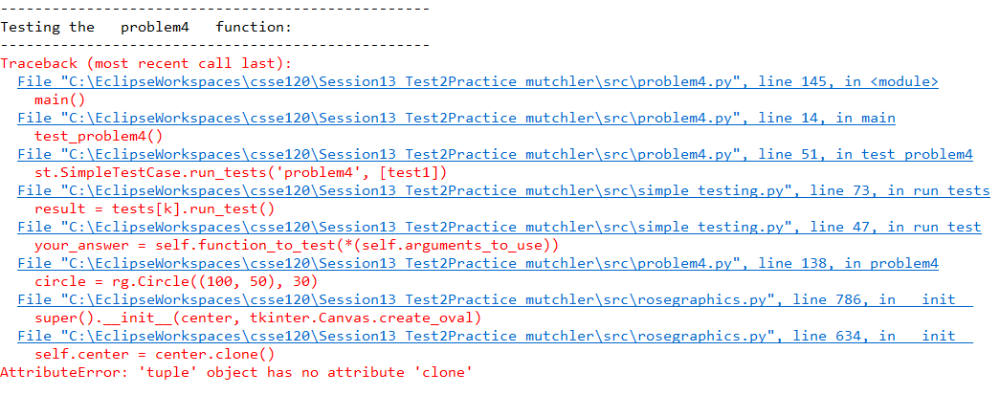 --------------------------------------------------
Testing the   problem4   function:
--------------------------------------------------
Traceback (most recent call last):
  File "C:\EclipseWorkspaces\csse120\Session13_Test2Practice_mutchler\src\problem4.py", line 145, in <module>
    main()
  File "C:\EclipseWorkspaces\csse120\Session13_Test2Practice_mutchler\src\problem4.py", line 14, in main
    test_problem4()
  File "C:\EclipseWorkspaces\csse120\Session13_Test2Practice_mutchler\src\problem4.py", line 51, in test_problem4
    st.SimpleTestCase.run_tests('problem4', [test1])
  File "C:\EclipseWorkspaces\csse120\Session13_Test2Practice_mutchler\src\simple_testing.py", line 73, in run_tests
    result = tests[k].run_test()
  File "C:\EclipseWorkspaces\csse120\Session13_Test2Practice_mutchler\src\simple_testing.py", line 47, in run_test
    your_answer = self.function_to_test(*(self.arguments_to_use))
  File "C:\EclipseWorkspaces\csse120\Session13_Test2Practice_mutchler\src\problem4.py", line 138, in problem4
    circle = rg.Circle((100, 50), 30)
  File "C:\EclipseWorkspaces\csse120\Session13_Test2Practice_mutchler\src\rosegraphics.py", line 786, in __init__
    super().__init__(center, tkinter.Canvas.create_oval)
  File "C:\EclipseWorkspaces\csse120\Session13_Test2Practice_mutchler\src\rosegraphics.py", line 634, in __init__
    self.center = center.clone()
AttributeError: 'tuple' object has no attribute 'clone'